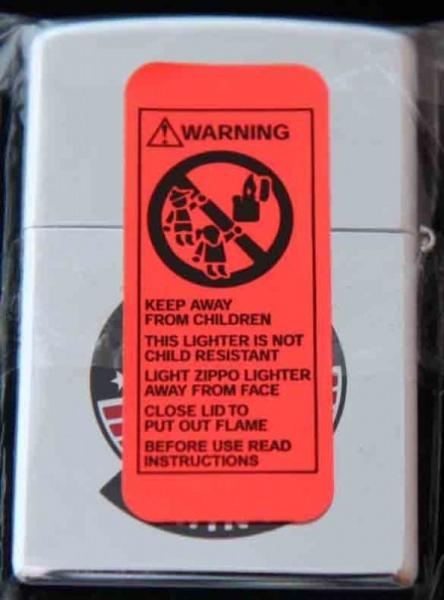 WARNING
KEEP AWAY
FROM CHILDREN
THIS LIGHTER IS NOT
CHILD RESISTANT
LIGHT ZIPPO LIGHTER
AWAY FROM FACE
CLOSE LID TO
PUT OUT FLAME
BEFORE USE READ
INSTRUCTIONS